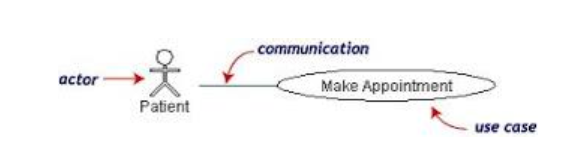 communication
actor
Patient
Make Appointment
use case